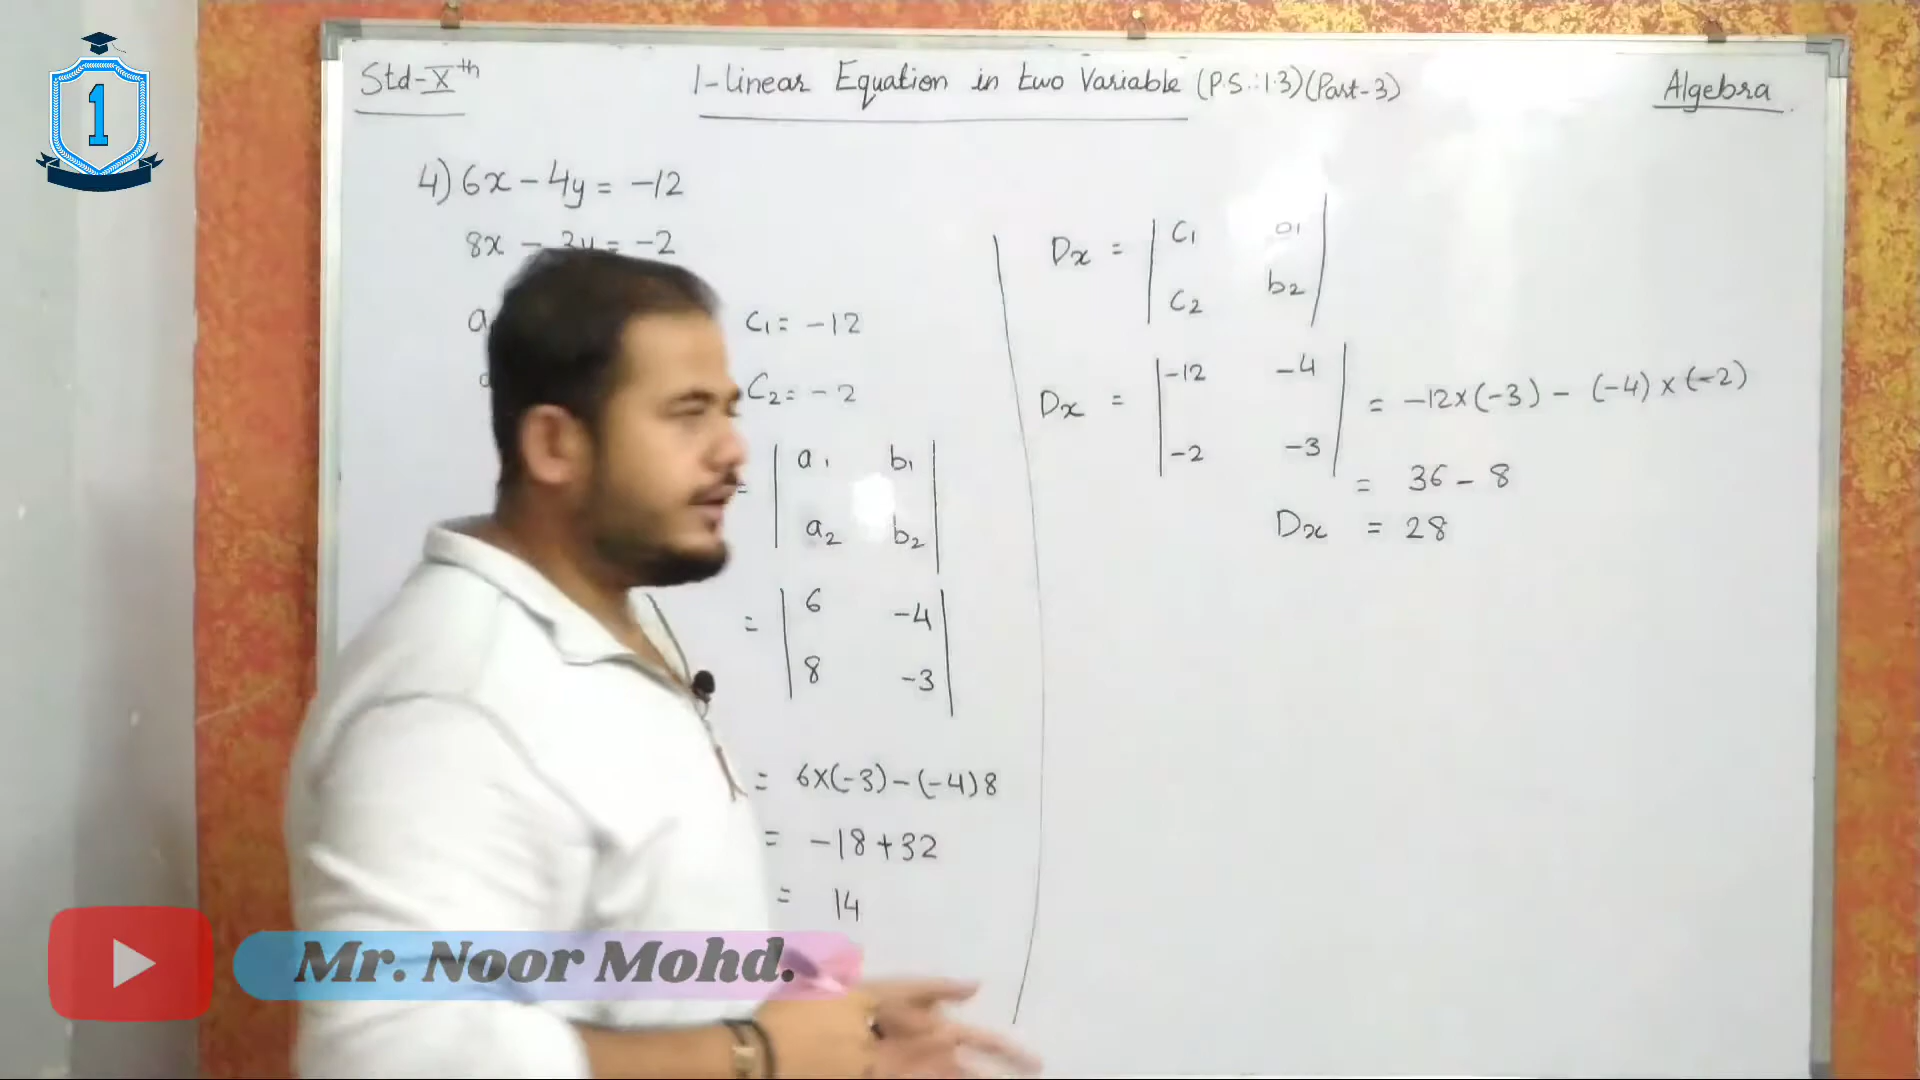 1
Std-Xth
1-linear Equation in two Variable (P.S.:1.3)(Part-3)
Algebra
4) 6x - 4y = -12
8x - 3y = -2
a
C1 = -12
C2 = -2
= | a1 b1 |
| a2 b2 |
= | 6 -4 |
| 8 -3 |
= 6x(-3) - (-4)8
= -18 + 32
= 14
Dx = | C1 b1 |
| C2 b2 |
Dx = | -12 -4 | = -12x(-3) - (-4) x (-2)
| -2 -3 |
= 36 - 8
Dx = 28
Mr. Noor Mohd.